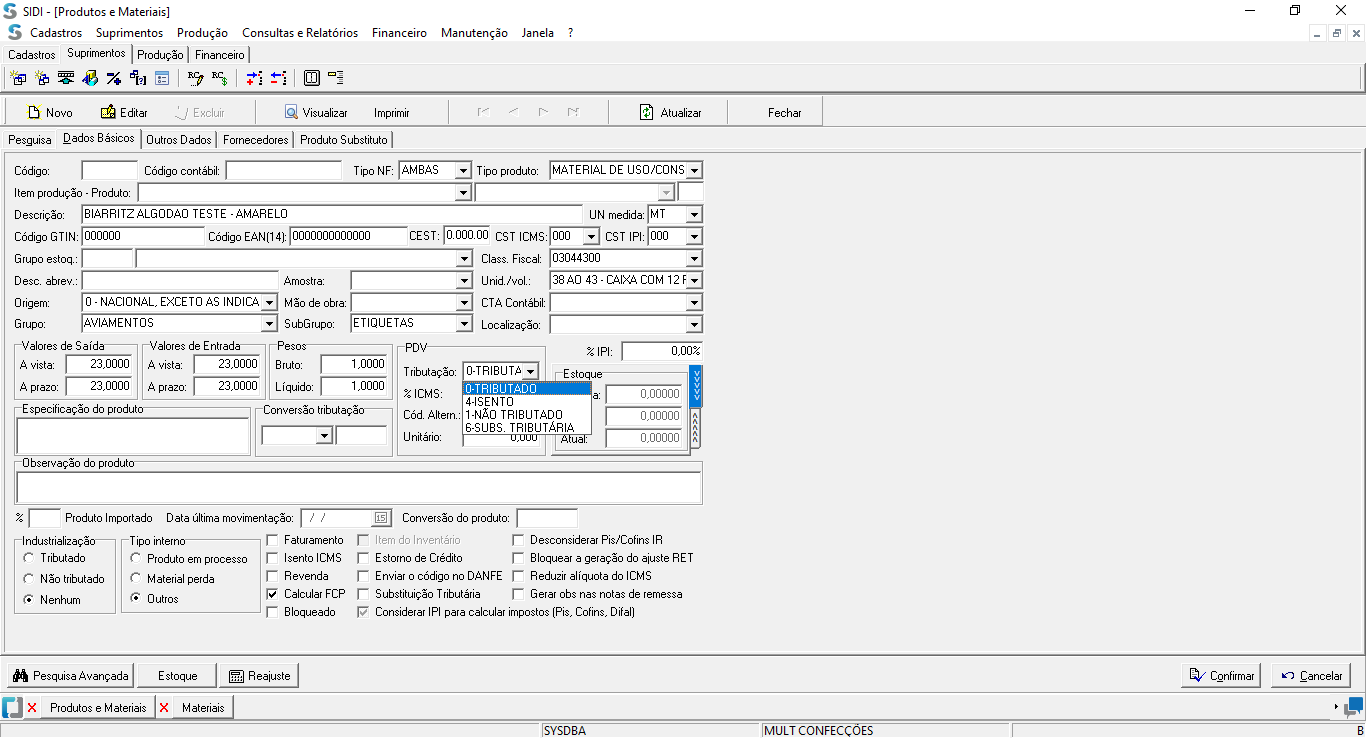 SIDI - [Produtos e Materiais]
Cadastros Suprimentos Produção Consultas e Relatórios Financeiro Manutenção Janela ?
Cadastros Suprimentos Produção Financeiro
Novo Editar Excluir Visualizar Imprimir Atualizar Fechar
Pesquisa Dados Básicos Outros Dados Fornecedores Produto Substituto
Código: Código contábil: Tipo NF: AMBAS Tipo produto: MATERIAL DE USO/CONS
Item produção - Produto:
Descrição: BIARRITZ ALGODAO TESTE - AMARELO UN medida: MT
Código GTIN: 000000 Código EAN(14): 0000000000000 CEST: 0.000.00 CST ICMS: 000 CST IPI: 000
Grupo estoq.: Class. Fiscal: 03044300
Desc. abrev.: Amostra: Unid./vol.: 38 AO 43 - CAIXA COM 12 F
Origem: 0 - NACIONAL, EXCETO AS INDICA Mão de obra: CTA Contábil:
Grupo: AVIAMENTOS SubGrupo: ETIQUETAS Localização:
Valores de Saída Valores de Entrada Pesos PDV % IPI: 0,00%
A vista: 23,0000 A vista: 23,0000 Bruto: 1,0000 Tributação: 0-TRIBUTA Estoque
A prazo: 23,0000 A prazo: 23,0000 Líquido: 1,0000 % ICMS: 0-TRIBUTADO a: 0,00000
4-ISENTO
Especificação do produto Conversão tributação Cód. Altern.: 1-NÃO TRIBUTADO 0,00000
6-SUBS. TRIBUTÁRIA
Unitário: 0,000 Atual: 0,00000
Observação do produto
% Produto Importado Data última movimentação: / / 15 Conversão do produto:
Industrialização Tipo interno Faturamento Item do Inventário Desconsiderar Pis/Cofins IR
Tributado Produto em processo Isento ICMS Estorno de Crédito Bloquear a geração do ajuste RET
Não tributado Material perda Revenda Enviar o código no DANFE Reduzir alíquota do ICMS
Nenhum Outros Calcular FCP Substituição Tributária Gerar obs nas notas de remessa
Bloqueado Considerar IPI para calcular impostos (Pis, Cofins, Difal)
Pesquisa Avançada Estoque Reajuste Confirmar Cancelar
Produtos e Materiais Materiais
SYSDBA MULT CONFECÇÕES B